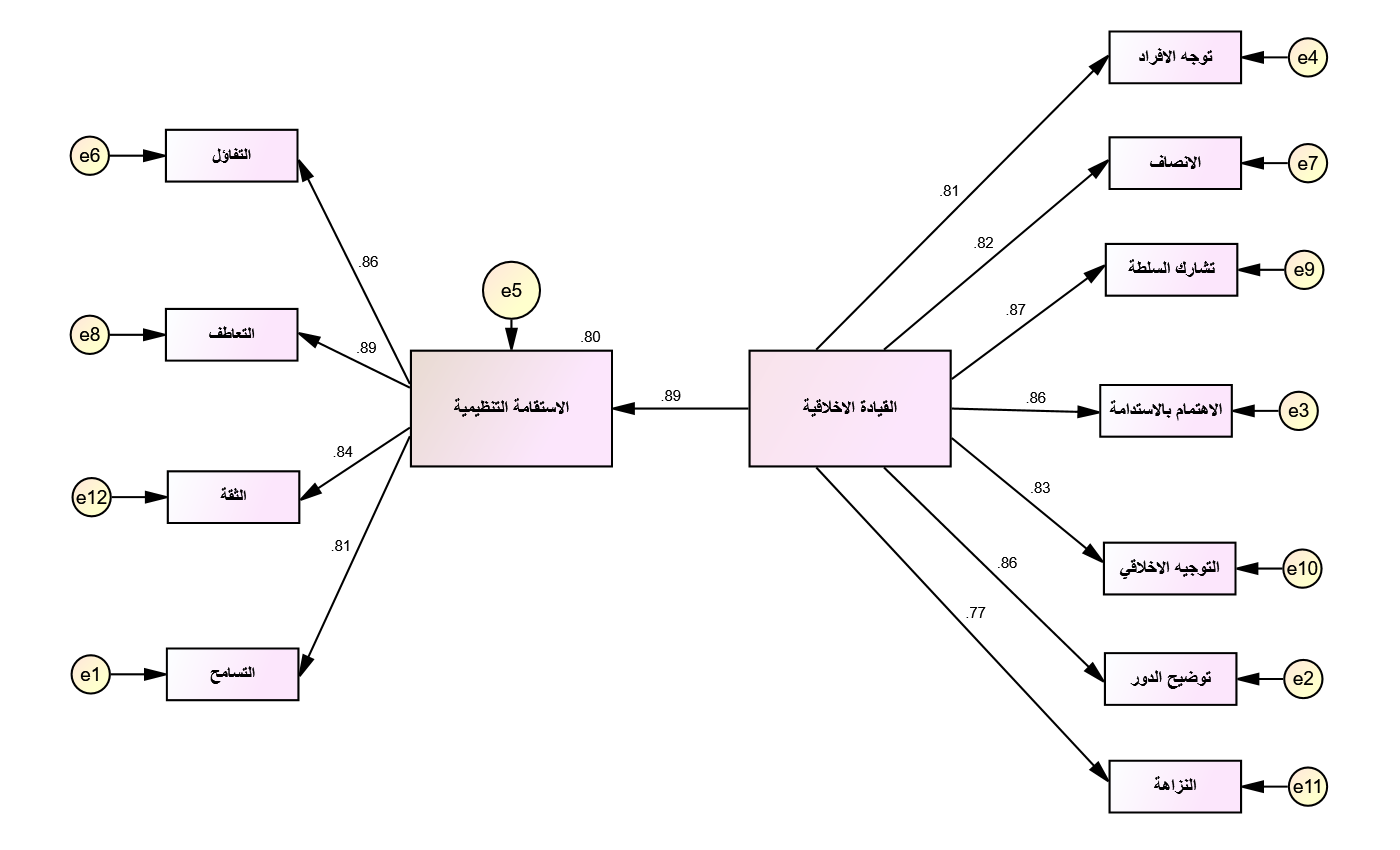 توجه الافراد
e4
التفاؤل
e6
الانصاف
e7
.81
.82
تشارك السلطة
e9
.86
e5
.87
التعاطف
e8
.89
.80
الاستقامة التنظيمية
.89
القيادة الاخلاقية
.86
الاهتمام بالاستدامة
e3
.84
الثقة
e12
.83
.81
التوجيه الاخلاقي
e10
.86
.77
التسامح
e1
توضيح الدور
e2
النزاهة
e11